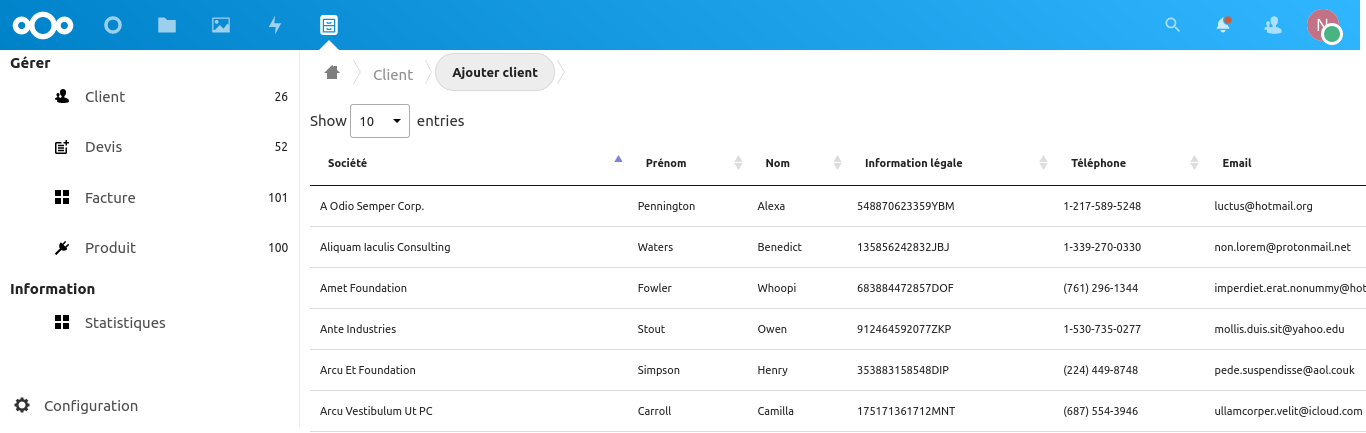 N
Gérer
Client 26
Devis 52
Facture 101
Produit 100
Information
Statistiques
Configuration
Client
Ajouter client
Show 10 entries
Société Prénom Nom Information légale Téléphone Email
A Odio Semper Corp. Pennington Alexa 548870623359YBM 1-217-589-5248 luctus@hotmail.org
Aliquam Iaculis Consulting Waters Benedict 135856242832JBJ 1-339-270-0330 non.lorem@protonmail.net
Amet Foundation Fowler Whoopi 683884472857DOF (761) 296-1344 imperdiet.erat.nonummy@hot
Ante Industries Stout Owen 912464592077ZKP 1-530-735-0277 mollis.duis.sit@yahoo.edu
Arcu Et Foundation Simpson Henry 353883158548DIP (224) 449-8748 pede.suspendisse@aol.couk
Arcu Vestibulum Ut PC Carroll Camilla 175171361712MNT (687) 554-3946 ullamcorper.velit@icloud.com